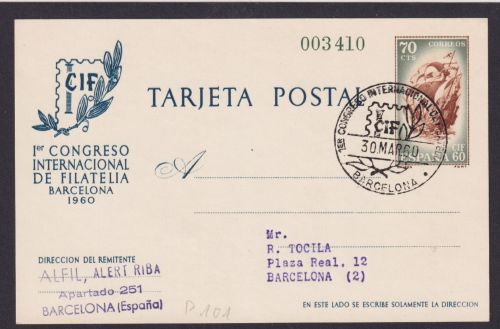 003410
70
CTS
CORREOS
CIF
ESPAÑA 60
CIF
1er CONGRESO
INTERNACIONAL
DE FILATELIA
BARCELONA
1960
TARJETA POSTAL
1ER CONGRESO INTERNACIONAL
CIF
30.MAR60
BARCELONA
A
Mr.
R. TOCILA
Plaza Real, 12
BARCELONA (2)
DIRECCION DEL REMITENTE
ALFIL, ALERT RIBA
Apartado 251
BARCELONA (España)
P.101
EN ESTE LADO SE ESCRIBE SOLAMENTE LA DIRECCION